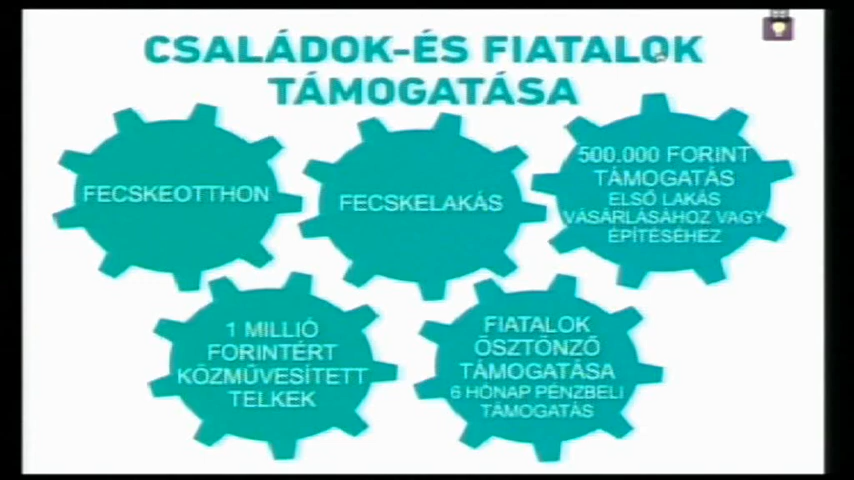 CSALÁDOK-ÉS FIATALOK
TÁMOGATÁSA
FECSKEOTTHON
FECSKELAKÁS
500.000 FORINT
TÁMOGATÁS
ELSŐ LAKÁS
VÁSÁRLÁSÁHOZ VAGY
ÉPÍTÉSÉHEZ
1 MILLIÓ
FORINTÉRT
KÖZMŰVESÍTETT
TELKEK
FIATALOK
ÖSZTÖNZŐ
TÁMOGATÁSA
6 HÓNAP PÉNZBELI
TÁMOGATÁS